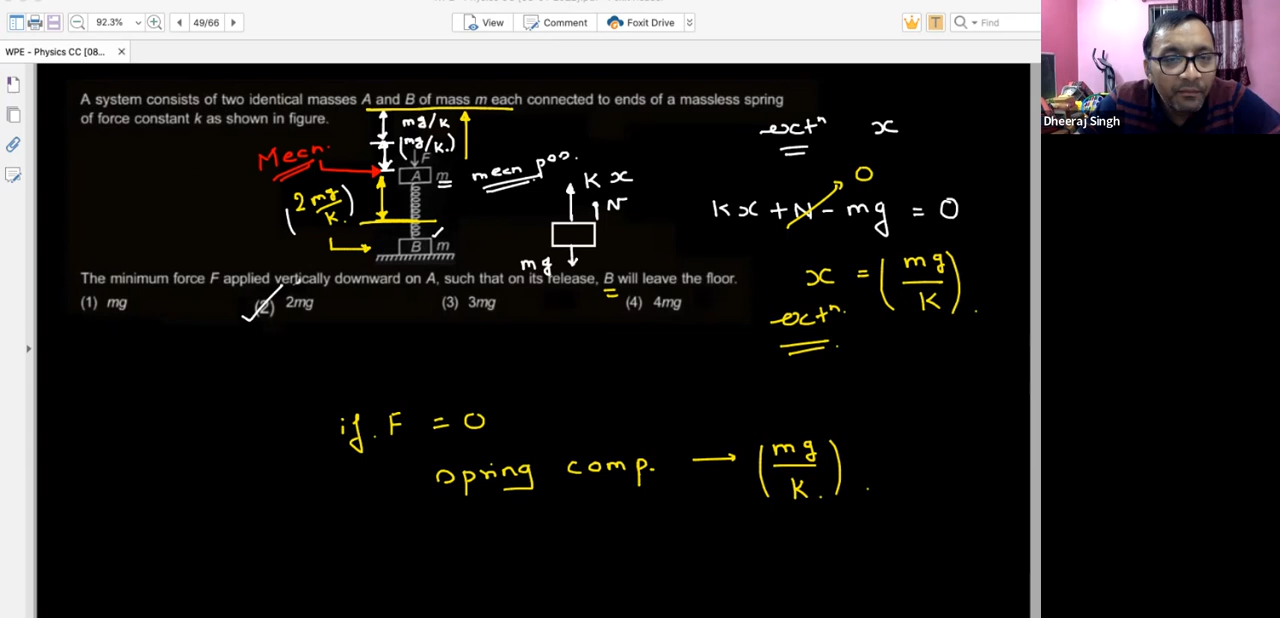 92.3%
49/66
View
Comment
Foxit Drive
Find
WPE - Physics CC [08...
Dheeraj Singh
A system consists of two identical masses A and B of mass m each connected to ends of a massless spring
of force constant k as shown in figure.
mg/k
(mg/k.)
F
Mean.
A m
mean pos.
(2mg/k.)
B m
kx
N
mg
extⁿ x
kx + N - mg = 0
0
x = (mg/k).
extⁿ.
The minimum force F applied vertically downward on A, such that on its release, B will leave the floor.
(1) mg
(2) 2mg
(3) 3mg
(4) 4mg
if. F = 0
spring comp. → (mg/k.).